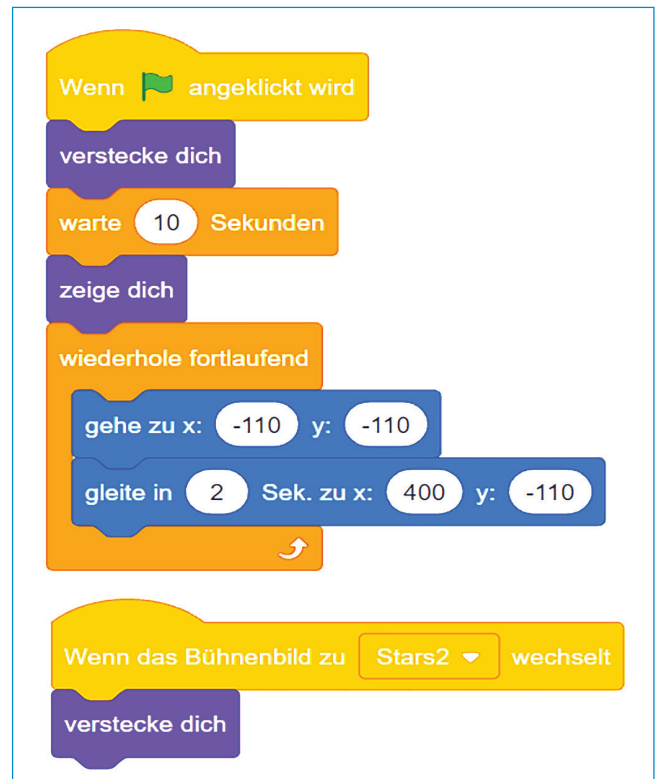 Wenn angeklickt wird
verstecke dich
warte 10 Sekunden
zeige dich
wiederhole fortlaufend
gehe zu x: -110 y: -110
gleite in 2 Sek. zu x: 400 y: -110
Wenn das Bühnenbild zu Stars2 wechselt
verstecke dich